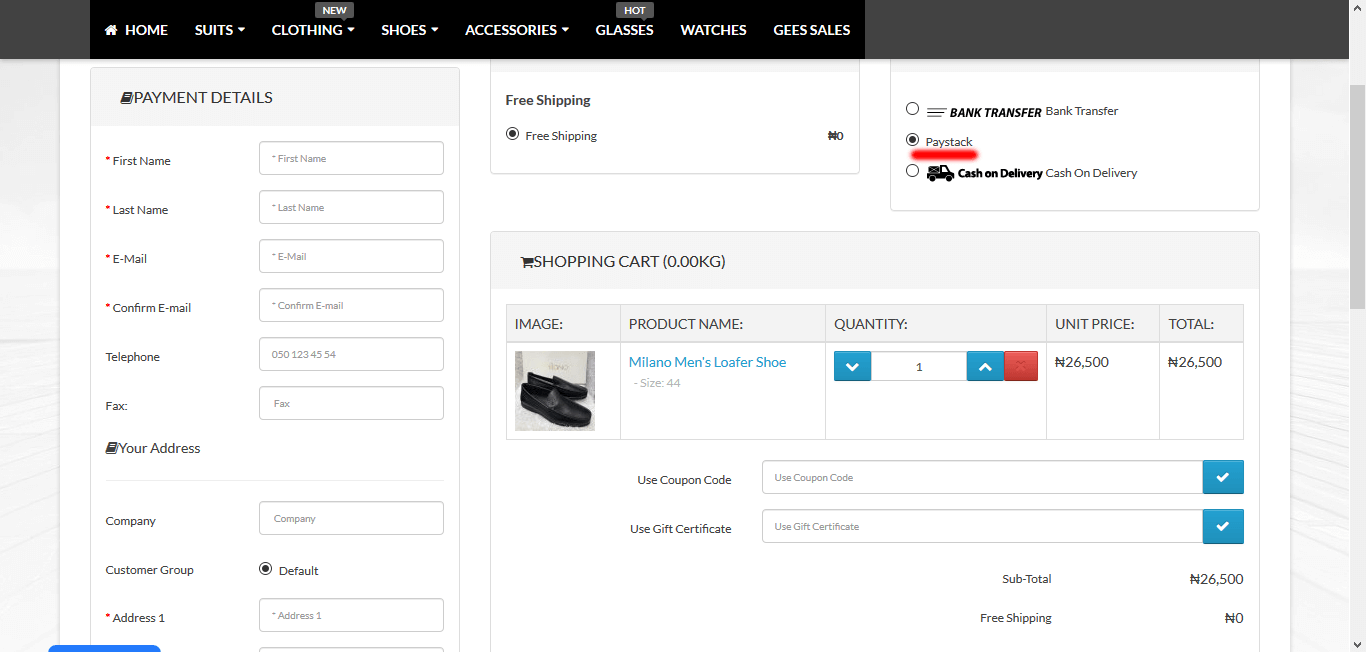 NEW
HOT
HOME SUITS CLOTHING SHOES ACCESSORIES GLASSES WATCHES GEES SALES
PAYMENT DETAILS
* First Name
* First Name
* Last Name
* Last Name
* E-Mail
* E-Mail
* Confirm E-mail
* Confirm E-mail
Telephone
050 123 45 54
Fax:
Fax
Your Address
Company
Company
Customer Group
Default
* Address 1
* Address 1
Free Shipping
Free Shipping ₦0
BANK TRANSFER Bank Transfer
Paystack
Cash on Delivery Cash On Delivery
SHOPPING CART (0.00KG)
IMAGE: PRODUCT NAME: QUANTITY: UNIT PRICE: TOTAL:
Milano Men's Loafer Shoe 1 ₦26,500 ₦26,500
- Size: 44
Use Coupon Code
Use Coupon Code
Use Gift Certificate
Use Gift Certificate
Sub-Total ₦26,500
Free Shipping ₦0